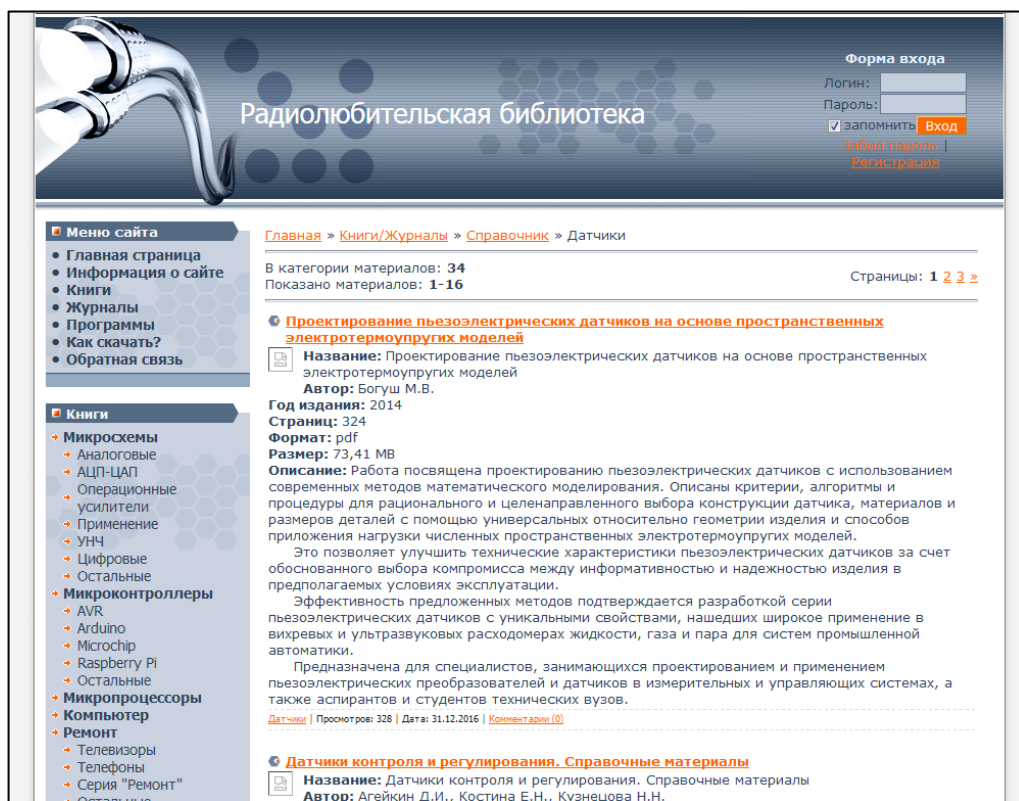 Форма входа
Логин:
Пароль:
запомнить Вход
Забыл пароль |
Регистрация
Радиолюбительская библиотека
Меню сайта
Главная страница
Информация о сайте
Книги
Журналы
Программы
Как скачать?
Обратная связь
Книги
Микросхемы
Аналоговые
АЦП-ЦАП
Операционные
усилители
Применение
УНЧ
Цифровые
Остальные
Микроконтроллеры
AVR
Arduino
Microchip
Raspberry Pi
Остальные
Микропроцессоры
Компьютер
Ремонт
Телевизоры
Телефоны
Серия "Ремонт"
Остальные
Главная » Книги/Журналы » Справочник » Датчики
В категории материалов: 34
Показано материалов: 1-16
Страницы: 1 2 3 »
Проектирование пьезоэлектрических датчиков на основе пространственных
электротермоупругих моделей
Название: Проектирование пьезоэлектрических датчиков на основе пространственных
электротермоупругих моделей
Автор: Богуш М.В.
Год издания: 2014
Страниц: 324
Формат: pdf
Размер: 73,41 MB
Описание: Работа посвящена проектированию пьезоэлектрических датчиков с использованием
современных методов математического моделирования. Описаны критерии, алгоритмы и
процедуры для рационального и целенаправленного выбора конструкции датчика, материалов и
размеров деталей с помощью универсальных относительно геометрии изделия и способов
приложения нагрузки численных пространственных электротермоупругих моделей.
Это позволяет улучшить технические характеристики пьезоэлектрических датчиков за счет
обоснованного выбора компромисса между информативностью и надежностью изделия в
предполагаемых условиях эксплуатации.
Эффективность предложенных методов подтверждается разработкой серии
пьезоэлектрических датчиков с уникальными свойствами, нашедших широкое применение в
вихревых и ультразвуковых расходомерах жидкости, газа и пара для систем промышленной
автоматики.
Предназначена для специалистов, занимающихся проектированием и применением
пьезоэлектрических преобразователей и датчиков в измерительных и управляющих системах, а
также аспирантов и студентов технических вузов.
Датчики | Просмотров: 328 | Дата: 31.12.2016 | Комментарии (0)
Датчики контроля и регулирования. Справочные материалы
Название: Датчики контроля и регулирования. Справочные материалы
Автор: Агейкин Д.И., Костина Е.Н., Кузнецова Н.Н.